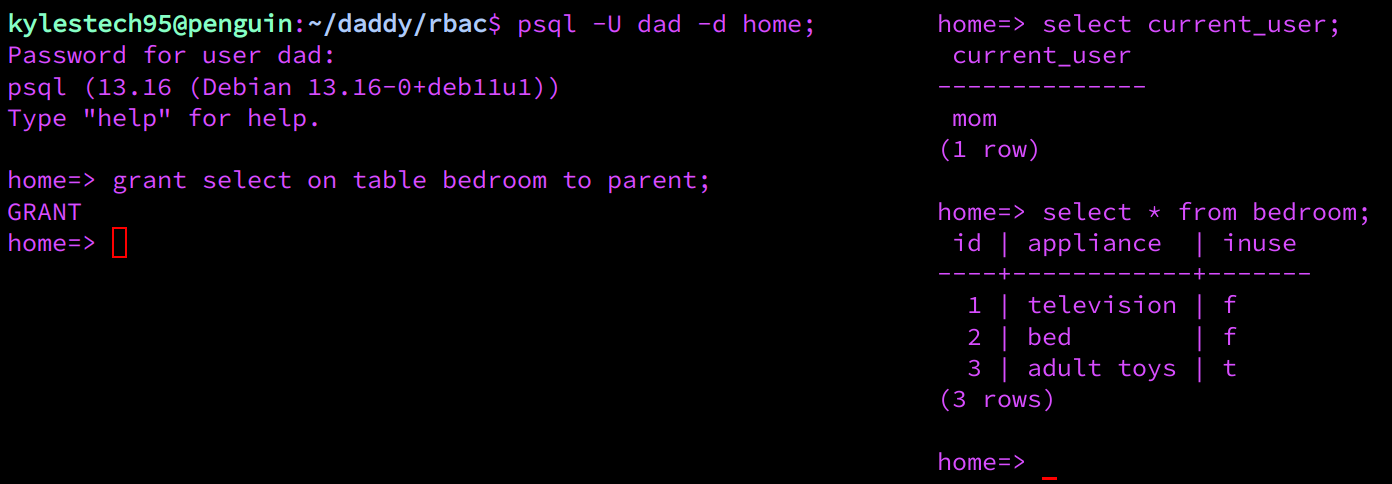 kylestech95@penguin:~/daddy/rbac$ psql -U dad -d home;
Password for user dad:
psql (13.16 (Debian 13.16-0+deb11u1))
Type "help" for help.
home=> grant select on table bedroom to parent;
GRANT
home=>
home=> select current_user;
current_user
--------------
mom
(1 row)
home=> select * from bedroom;
id | appliance  | inuse
----+------------+-------
1 | television | f
2 | bed        | f
3 | adult toys | t
(3 rows)
home=>